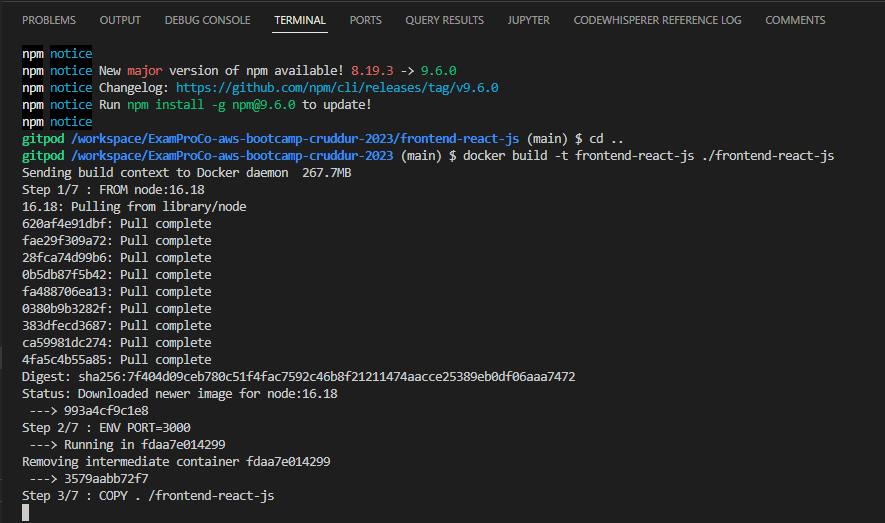 PROBLEMS OUTPUT DEBUG CONSOLE TERMINAL PORTS QUERY RESULTS JUPYTER CODEWHISPERER REFERENCE LOG COMMENTS
npm notice
npm notice New major version of npm available! 8.19.3 -> 9.6.0
npm notice Changelog: https://github.com/npm/cli/releases/tag/v9.6.0
npm notice Run npm install -g npm@9.6.0 to update!
npm notice
gitpod /workspace/ExamProCo-aws-bootcamp-cruddur-2023/frontend-react-js (main) $ cd ..
gitpod /workspace/ExamProCo-aws-bootcamp-cruddur-2023 (main) $ docker build -t frontend-react-js ./frontend-react-js
Sending build context to Docker daemon  267.7MB
Step 1/7 : FROM node:16.18
16.18: Pulling from library/node
620af4e91dbf: Pull complete
fae29f309a72: Pull complete
28fca74d99b6: Pull complete
0b5db87f5b42: Pull complete
fa488706ea13: Pull complete
0380b9b3282f: Pull complete
383dfecd3687: Pull complete
ca59981dc274: Pull complete
4fa5c4b55a85: Pull complete
Digest: sha256:7f404d09ceb780c51f4fac7592c46b8f21211474aacce25389eb0df06aaa7472
Status: Downloaded newer image for node:16.18
 ---> 993a4cf9c1e8
Step 2/7 : ENV PORT=3000
 ---> Running in fdaa7e014299
Removing intermediate container fdaa7e014299
 ---> 3579aabb72f7
Step 3/7 : COPY . /frontend-react-js